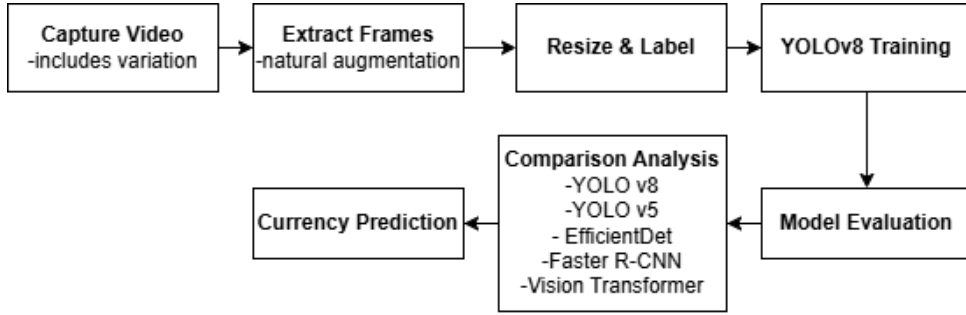 Capture Video
-includes variation
Extract Frames
-natural augmentation
Resize & Label
YOLOv8 Training
Comparison Analysis
-YOLO v8
-YOLO v5
- EfficientDet
-Faster R-CNN
-Vision Transformer
Currency Prediction
Model Evaluation